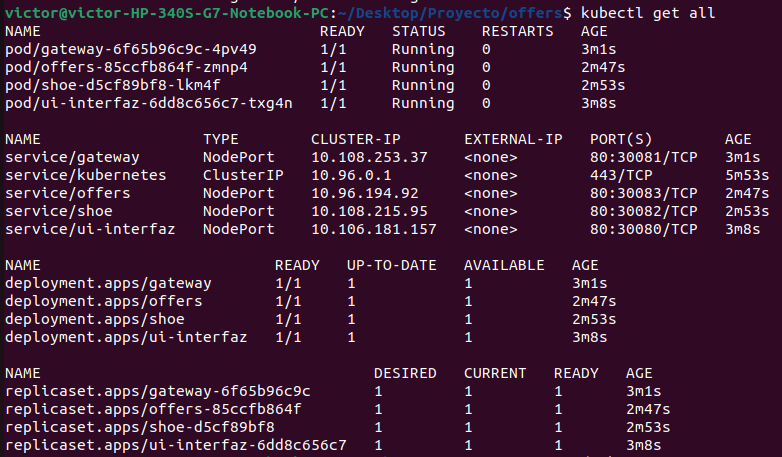 victor@victor-HP-340S-G7-Notebook-PC:~/Desktop/Proyecto/offers$ kubectl get all
NAME READY STATUS RESTARTS AGE
pod/gateway-6f65b96c9c-4pv49 1/1 Running 0 3m1s
pod/offers-85ccfb864f-zmnp4 1/1 Running 0 2m47s
pod/shoe-d5cf89bf8-lkm4f 1/1 Running 0 2m53s
pod/ui-interfaz-6dd8c656c7-txg4n 1/1 Running 0 3m8s
NAME TYPE CLUSTER-IP EXTERNAL-IP PORT(S) AGE
service/gateway NodePort 10.108.253.37 <none> 80:30081/TCP 3m1s
service/kubernetes ClusterIP 10.96.0.1 <none> 443/TCP 5m53s
service/offers NodePort 10.96.194.92 <none> 80:30083/TCP 2m47s
service/shoe NodePort 10.108.215.95 <none> 80:30082/TCP 2m53s
service/ui-interfaz NodePort 10.106.181.157 <none> 80:30080/TCP 3m8s
NAME READY UP-TO-DATE AVAILABLE AGE
deployment.apps/gateway 1/1 1 1 3m1s
deployment.apps/offers 1/1 1 1 2m47s
deployment.apps/shoe 1/1 1 1 2m53s
deployment.apps/ui-interfaz 1/1 1 1 3m8s
NAME DESIRED CURRENT READY AGE
replicaset.apps/gateway-6f65b96c9c 1 1 1 3m1s
replicaset.apps/offers-85ccfb864f 1 1 1 2m47s
replicaset.apps/shoe-d5cf89bf8 1 1 1 2m53s
replicaset.apps/ui-interfaz-6dd8c656c7 1 1 1 3m8s